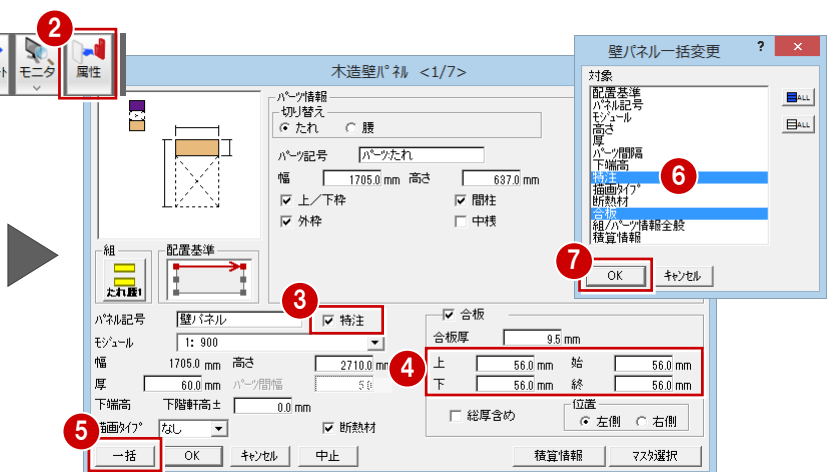 2
モニタ
属性
木造壁パネル <1/7>
パーツ情報
切り替え
たれ 腰
パーツ記号 パーツ:たれ
幅 1705.0 mm 高さ 637.0 mm
上/下枠 間柱
外枠 中桟
組 配置基準
たれ腰1
3
パネル記号 壁パネル 特注
モジュール 1: 900
幅 1705.0 mm 高さ 2710.0 mm
厚 60.0 mm パーツ間幅 5.0
下端高 下階軒高± 0.0 mm
描画タイプ なし 断熱材
合板
合板厚 9.5 mm
4
上 56.0 mm 始 56.0 mm
下 56.0 mm 終 56.0 mm
総厚含め 位置
左側 右側
5
一括 OK キャンセル 中止 積算情報 マスタ選択
壁パネル一括変更 ? ×
対象
配置基準
パネル記号
モジュール
高さ
厚
パーツ間隔
下端高
特注
描画タイプ
断熱材
合板
組/パーツ情報全般
積算情報
ALL
ALL
6
7
OK キャンセル